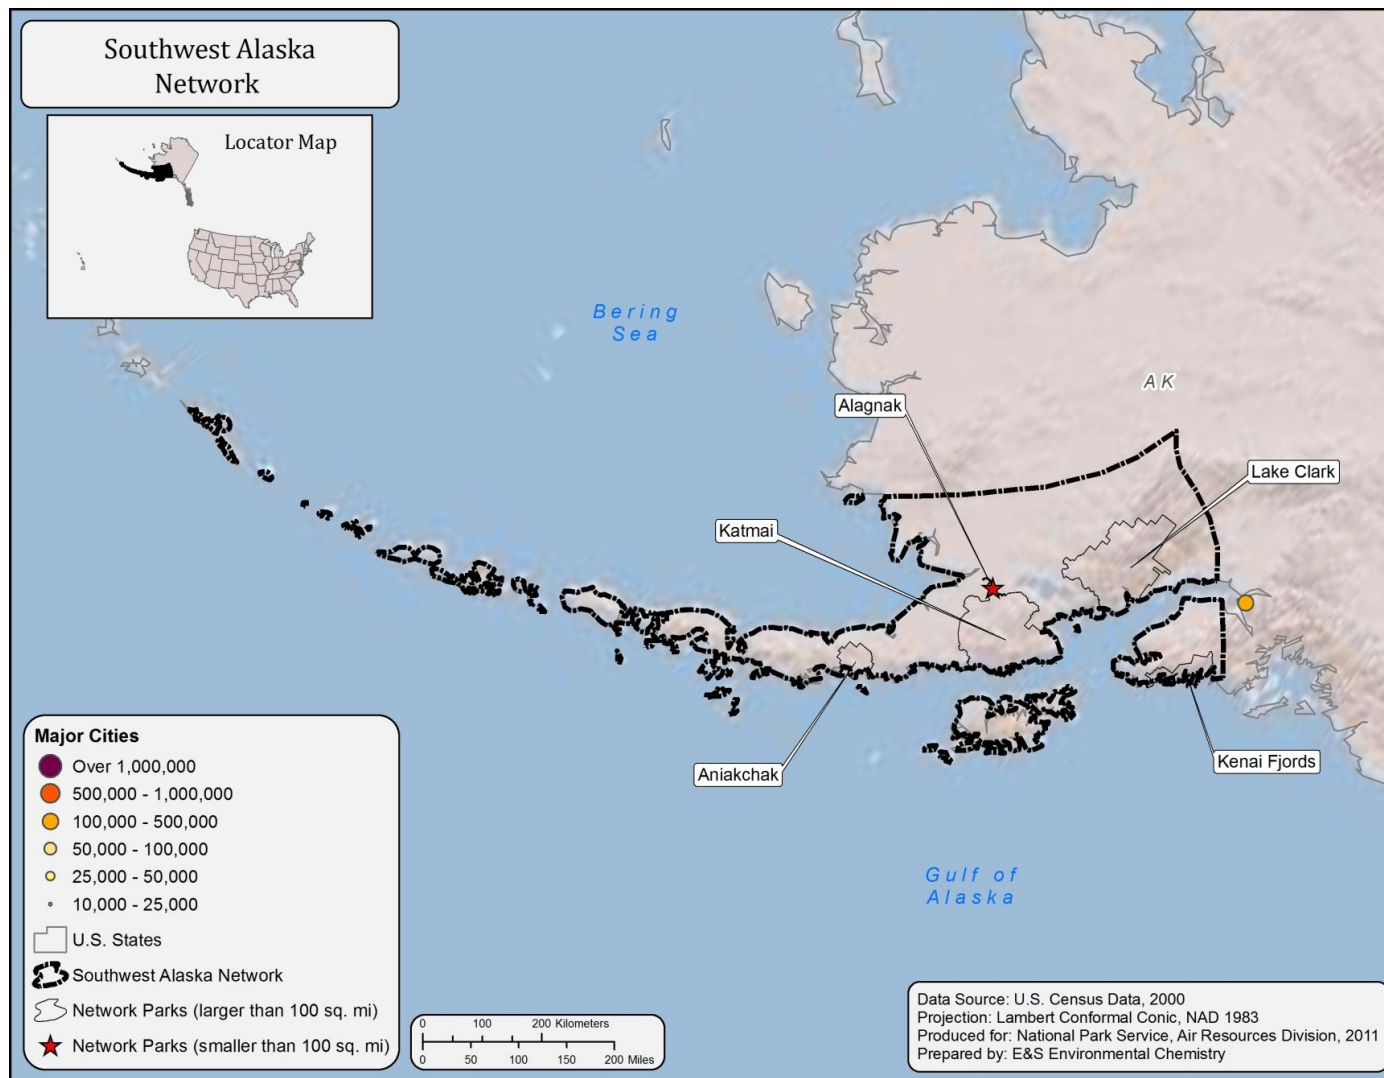 Southwest Alaska
Network
Locator Map
Bering
Sea
AK
Alagnak
Lake Clark
Katmai
Aniakchak
Kenai Fjords
Gulf of
Alaska
Major Cities
Over 1,000,000
500,000 - 1,000,000
100,000 - 500,000
50,000 - 100,000
25,000 - 50,000
10,000 - 25,000
U.S. States
Southwest Alaska Network
Network Parks (larger than 100 sq. mi)
Network Parks (smaller than 100 sq. mi)
0 100 200 Kilometers
0 50 100 150 200 Miles
Data Source: U.S. Census Data, 2000
Projection: Lambert Conformal Conic, NAD 1983
Produced for: National Park Service, Air Resources Division, 2011
Prepared by: E&S Environmental Chemistry